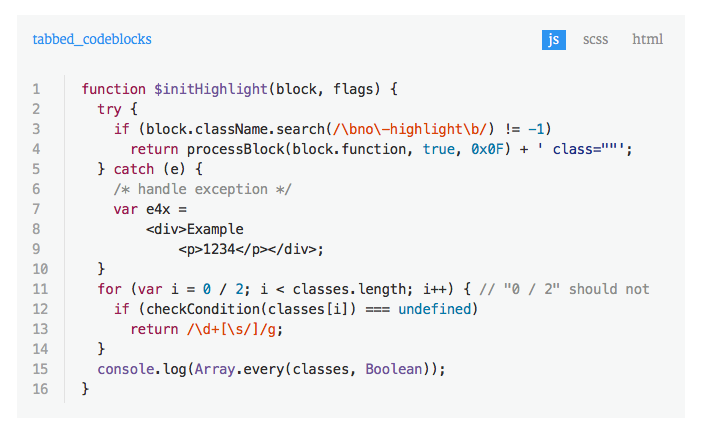 tabbed_codeblocks js scss html
1 function $initHighlight(block, flags) {
2   try {
3     if (block.className.search(/\bno\-highlight\b/) != -1)
4       return processBlock(block.function, true, 0x0F) + ' class=""';
5   } catch (e) {
6     /* handle exception */
7     var e4x =
8         <div>Example
9             <p>1234</p></div>;
10   }
11   for (var i = 0 / 2; i < classes.length; i++) { // "0 / 2" should not
12     if (checkCondition(classes[i]) === undefined)
13       return /\d+[\s/]/g;
14   }
15   console.log(Array.every(classes, Boolean));
16 }